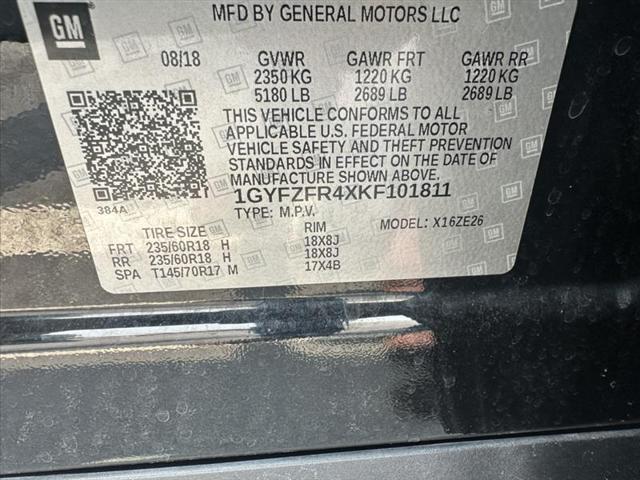 MFD BY GENERAL MOTORS LLC
GM
08/18 GVWR GAWR FRT GAWR RR
2350 KG 1220 KG 1220 KG
5180 LB 2689 LB 2689 LB
THIS VEHICLE CONFORMS TO ALL
APPLICABLE U.S. FEDERAL MOTOR
VEHICLE SAFETY AND THEFT PREVENTION
STANDARDS IN EFFECT ON THE DATE OF
MANUFACTURE SHOWN ABOVE.
1GYFZFR4XKF101811
384A
TYPE: M.P.V. X16ZE26
TIRE SIZE RIM
FRT 235/60R18 H 18X8J
RR 235/60R18 H 18X8J
SPA T145/70R17 M 17X4B